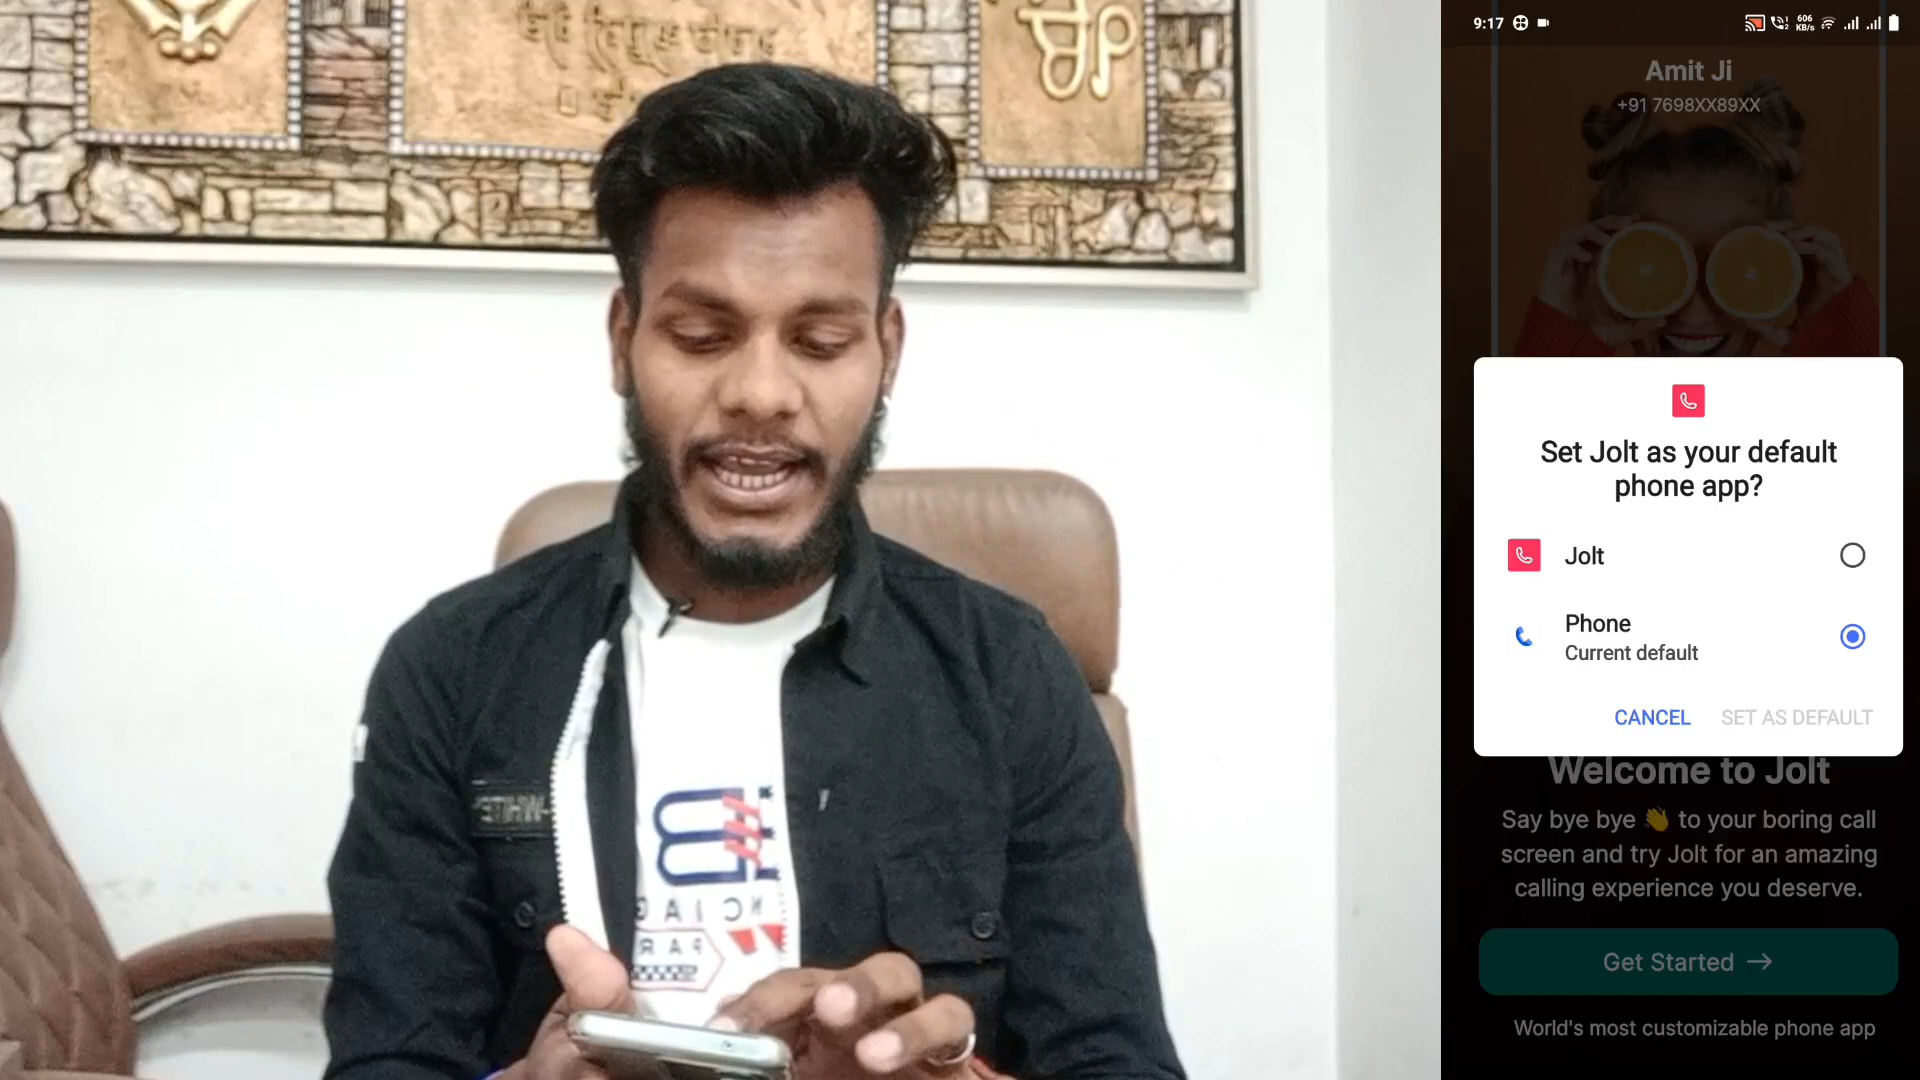 9:17
606
KB/s
Amit Ji
+91 7698XX89XX
Set Jolt as your default
phone app?
Jolt
Phone
Current default
CANCEL SET AS DEFAULT
Welcome to Jolt
Say bye bye 👋 to your boring call
screen and try Jolt for an amazing
calling experience you deserve.
Get Started →
World's most customizable phone app